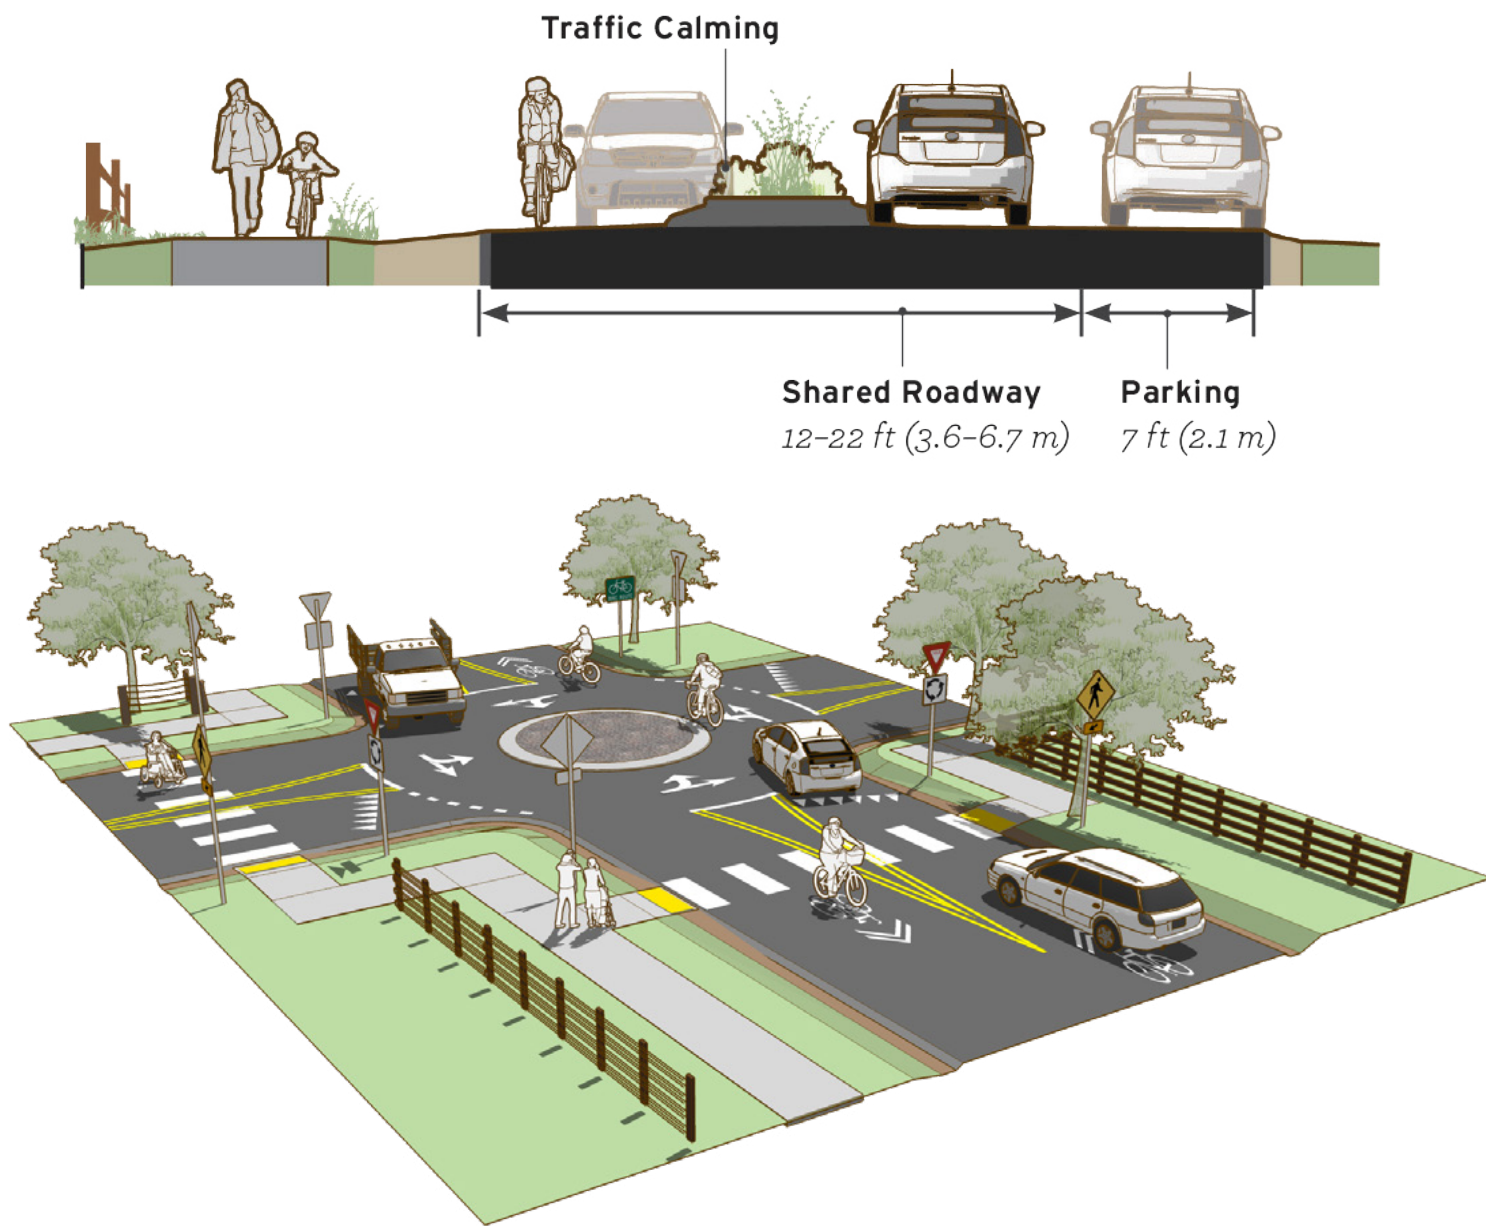 Traffic Calming
Shared Roadway
12–22 ft (3.6–6.7 m)
Parking
7 ft (2.1 m)